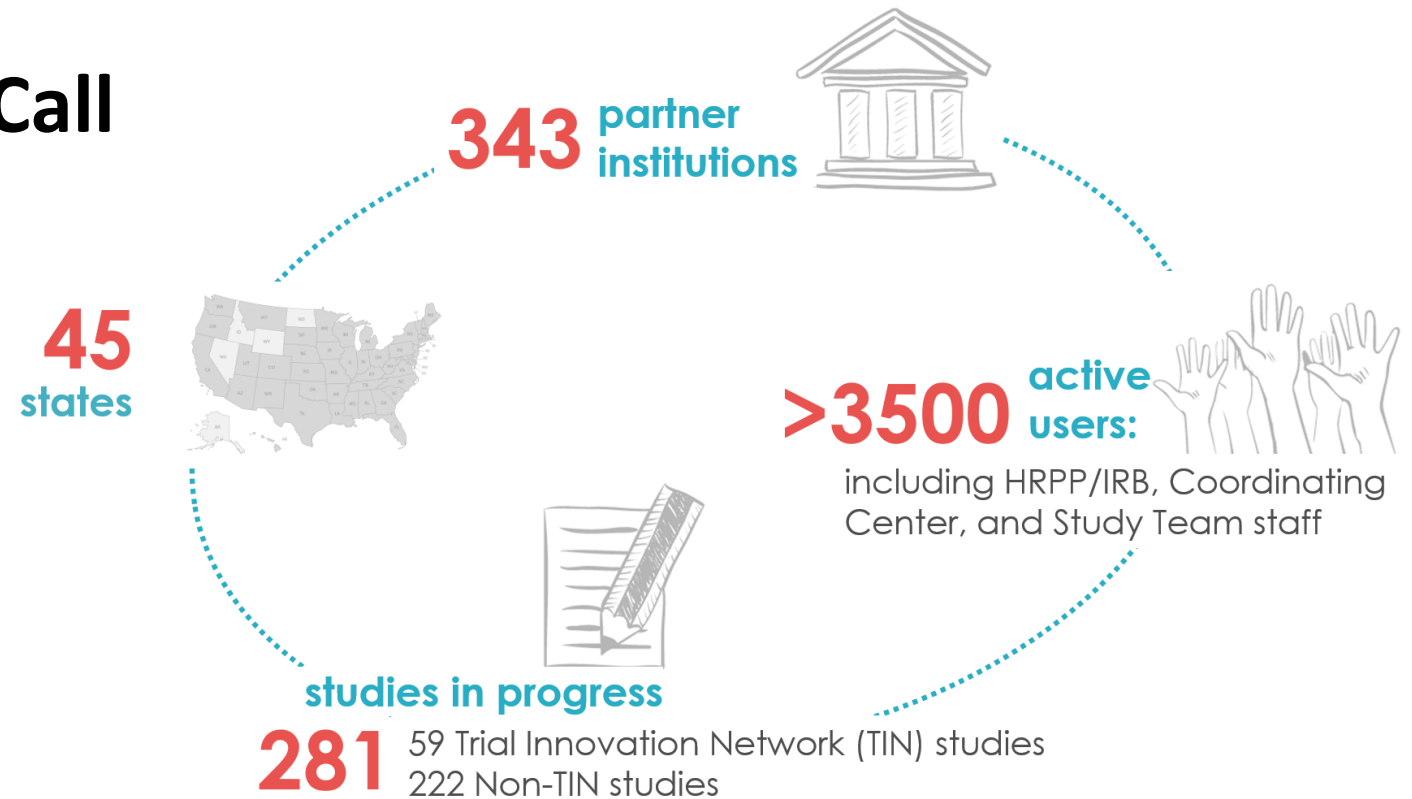 Call
343 partner
institutions
45
states
>3500 active
users:
including HRPP/IRB, Coordinating
Center, and Study Team staff
studies in progress
281 59 Trial Innovation Network (TIN) studies
222 Non-TIN studies